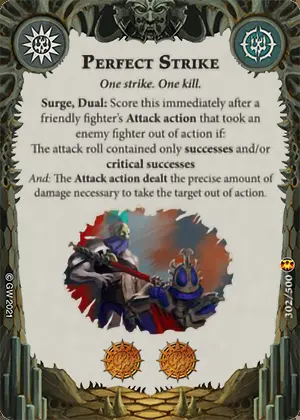 PERFECT STRIKE
One strike. One kill.
Surge, Dual: Score this immediately after a
friendly fighter's Attack action that took an
enemy fighter out of action if:
The attack roll contained only successes and/or
critical successes
And: The Attack action dealt the precise amount of
damage necessary to take the target out of action.
© GW 2021
302/500